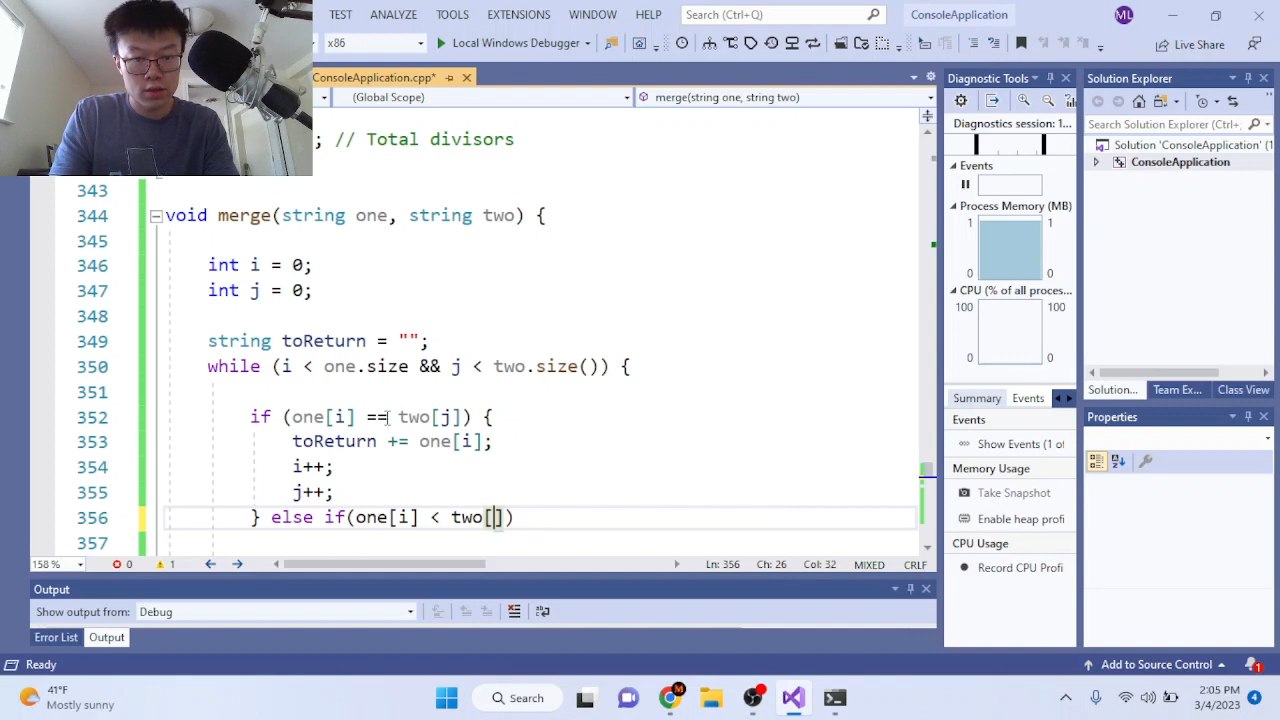 TEST ANALYZE TOOLS EXTENSIONS WINDOW HELP Search (Ctrl+Q) ConsoleApplication ML
x86 Local Windows Debugger Live Share
ConsoleApplication.cpp* Diagnostic Tools Solution Explorer
(Global Scope) merge(string one, string two)
; // Total divisors
343
344 void merge(string one, string two) {
345
346 int i = 0;
347 int j = 0;
348
349 string toReturn = "";
350 while (i < one.size && j < two.size()) {
351
352 if (one[i] == two[j]) {
353 toReturn += one[i];
354 i++;
355 j++;
356 } else if(one[i] < two[])
357
158 % 0 1 Ln: 356 Ch: 26 Col: 32 MIXED CRLF
Output
Show output from: Debug
Error List Output
Diagnostics session: 1...
Events
Process Memory (MB)
1 1
0 0
CPU (% of all proces...
100 100
0 0
Summary Events
Events
Show Events (1 of
Memory Usage
Take Snapshot
Enable heap profi
CPU Usage
Record CPU Profi
Search Solution Explorer (Ctrl+;
Solution 'ConsoleApplication' (1
ConsoleApplication
Solution... Team Ex... Class View
Properties
Ready Add to Source Control 1
41°F
Mostly sunny
Search
M
2:05 PM
3/4/2023
4